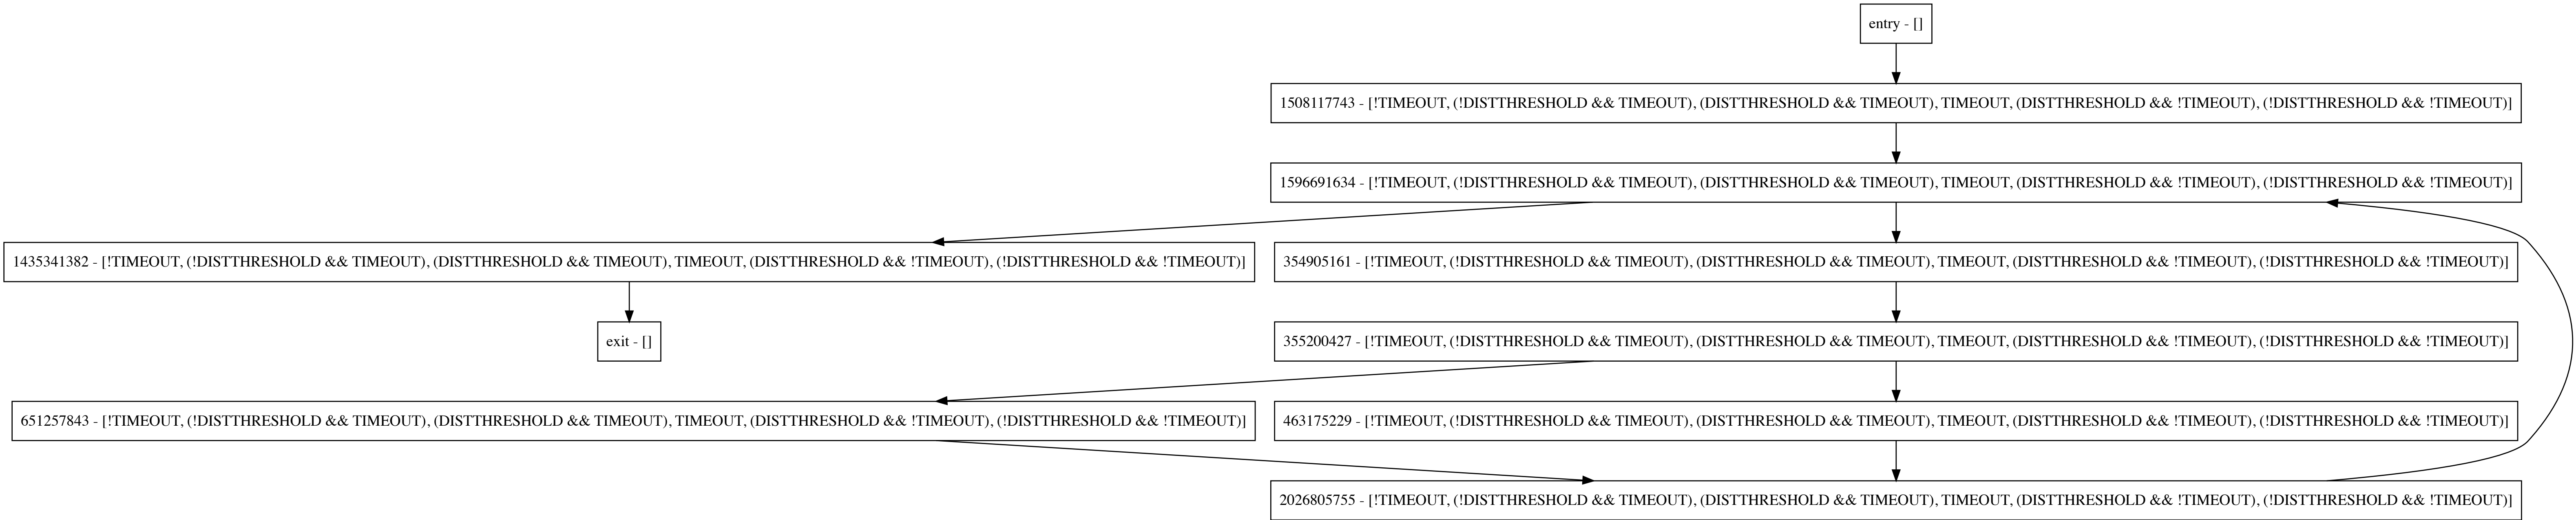 entry - []
1508117743 - [!TIMEOUT, (!DISTTHRESHOLD && TIMEOUT), (DISTTHRESHOLD && TIMEOUT), TIMEOUT, (DISTTHRESHOLD && !TIMEOUT), (!DISTTHRESHOLD && !TIMEOUT)]
1596691634 - [!TIMEOUT, (!DISTTHRESHOLD && TIMEOUT), (DISTTHRESHOLD && TIMEOUT), TIMEOUT, (DISTTHRESHOLD && !TIMEOUT), (!DISTTHRESHOLD && !TIMEOUT)]
1435341382 - [!TIMEOUT, (!DISTTHRESHOLD && TIMEOUT), (DISTTHRESHOLD && TIMEOUT), TIMEOUT, (DISTTHRESHOLD && !TIMEOUT), (!DISTTHRESHOLD && !TIMEOUT)]
354905161 - [!TIMEOUT, (!DISTTHRESHOLD && TIMEOUT), (DISTTHRESHOLD && TIMEOUT), TIMEOUT, (DISTTHRESHOLD && !TIMEOUT), (!DISTTHRESHOLD && !TIMEOUT)]
exit - []
355200427 - [!TIMEOUT, (!DISTTHRESHOLD && TIMEOUT), (DISTTHRESHOLD && TIMEOUT), TIMEOUT, (DISTTHRESHOLD && !TIMEOUT), (!DISTTHRESHOLD && !TIMEOUT)]
651257843 - [!TIMEOUT, (!DISTTHRESHOLD && TIMEOUT), (DISTTHRESHOLD && TIMEOUT), TIMEOUT, (DISTTHRESHOLD && !TIMEOUT), (!DISTTHRESHOLD && !TIMEOUT)]
463175229 - [!TIMEOUT, (!DISTTHRESHOLD && TIMEOUT), (DISTTHRESHOLD && TIMEOUT), TIMEOUT, (DISTTHRESHOLD && !TIMEOUT), (!DISTTHRESHOLD && !TIMEOUT)]
2026805755 - [!TIMEOUT, (!DISTTHRESHOLD && TIMEOUT), (DISTTHRESHOLD && TIMEOUT), TIMEOUT, (DISTTHRESHOLD && !TIMEOUT), (!DISTTHRESHOLD && !TIMEOUT)]